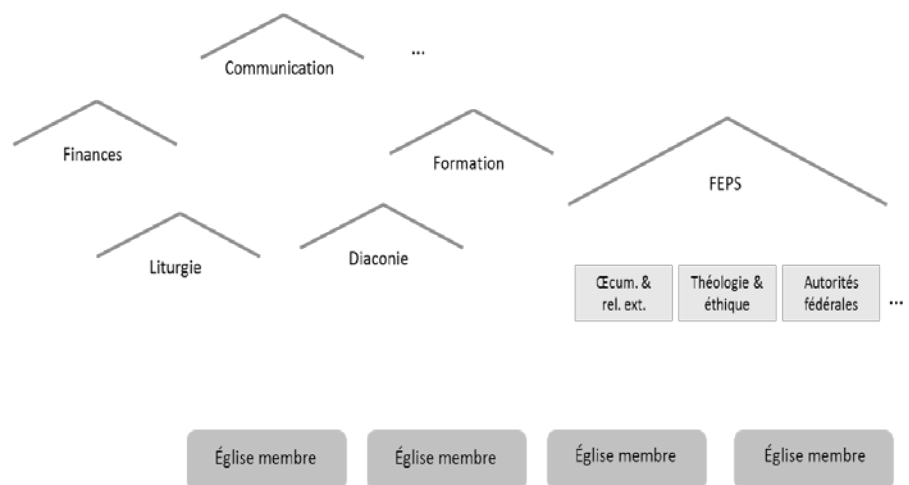 Communication
...
Finances
Formation
FEPS
Liturgie
Diaconie
Œcum. &
rel. ext.
Théologie &
éthique
Autorités
fédérales
...
Église membre
Église membre
Église membre
Église membre